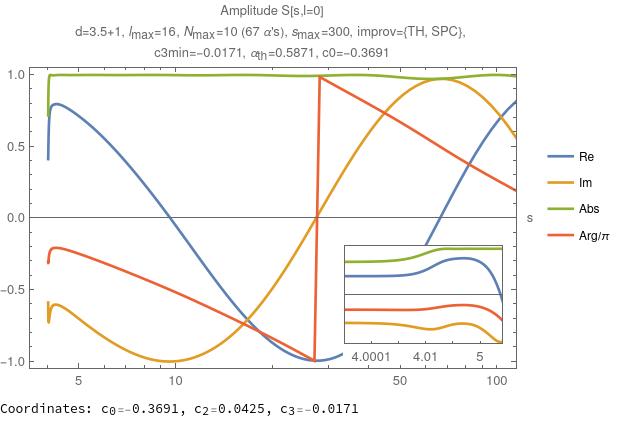 Amplitude S[s,l=0]
d=3.5+1, lmax=16, Nmax=10 (67 α's), smax=300, improv={TH, SPC},
c3min=-0.0171, αth=0.5871, c0=-0.3691
1.0
0.5
0.0
-0.5
-1.0
5
10
50
100
s
4.0001
4.01
5
Re
Im
Abs
Arg/π
Coordinates: c0=-0.3691, c2=0.0425, c3=-0.0171